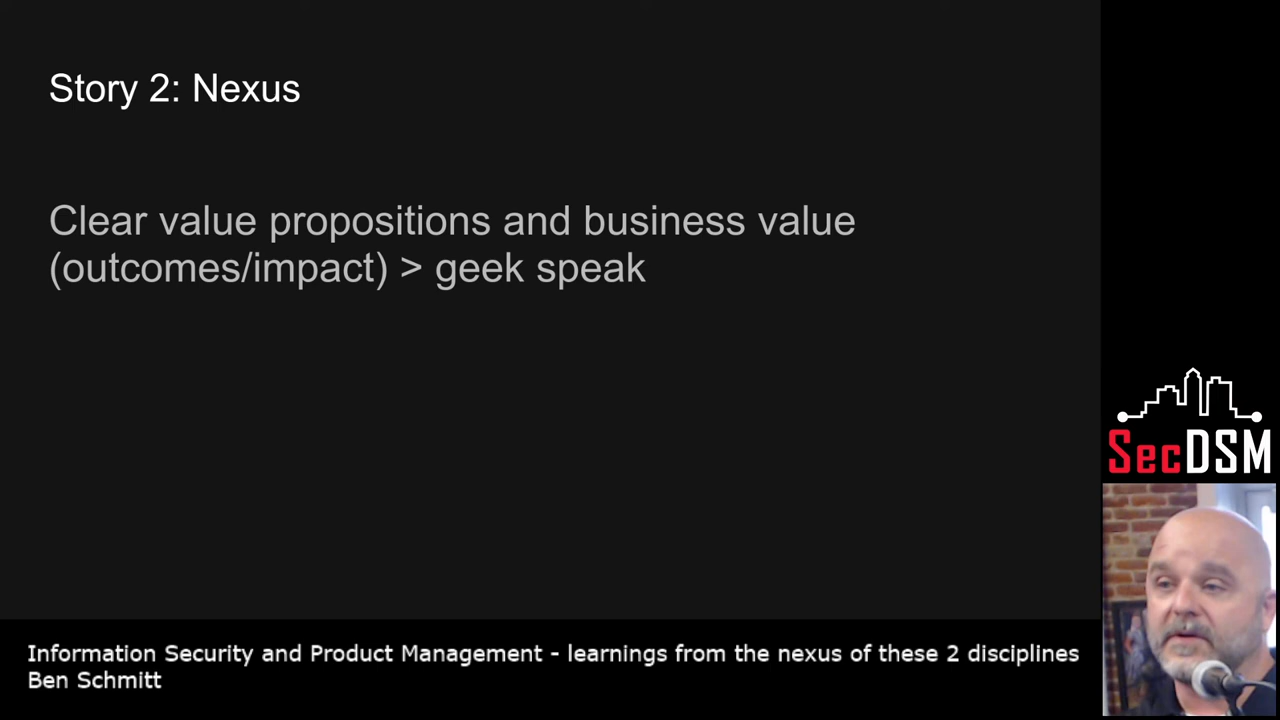 Story 2: Nexus
Clear value propositions and business value
(outcomes/impact) > geek speak
SecDSM
Information Security and Product Management - learnings from the nexus of these 2 disciplines
Ben Schmitt